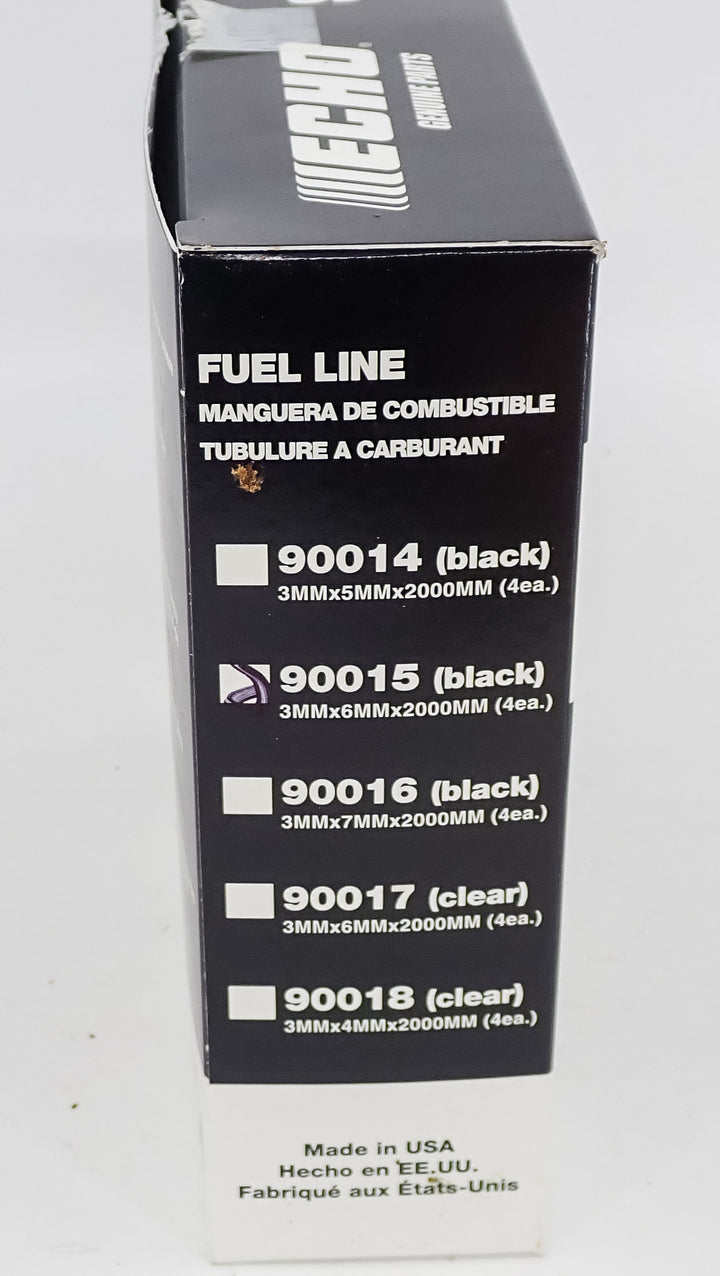 ECHO
GENUINE PARTS
FUEL LINE
MANGUERA DE COMBUSTIBLE
TUBULURE A CARBURANT
90014 (black)
3MMx5MMx2000MM (4ea.)
90015 (black)
3MMx6MMx2000MM (4ea.)
90016 (black)
3MMx7MMx2000MM (4ea.)
90017 (clear)
3MMx6MMx2000MM (4ea.)
90018 (clear)
3MMx4MMx2000MM (4ea.)
Made in USA
Hecho en EE.UU.
Fabriqué aux États-Unis